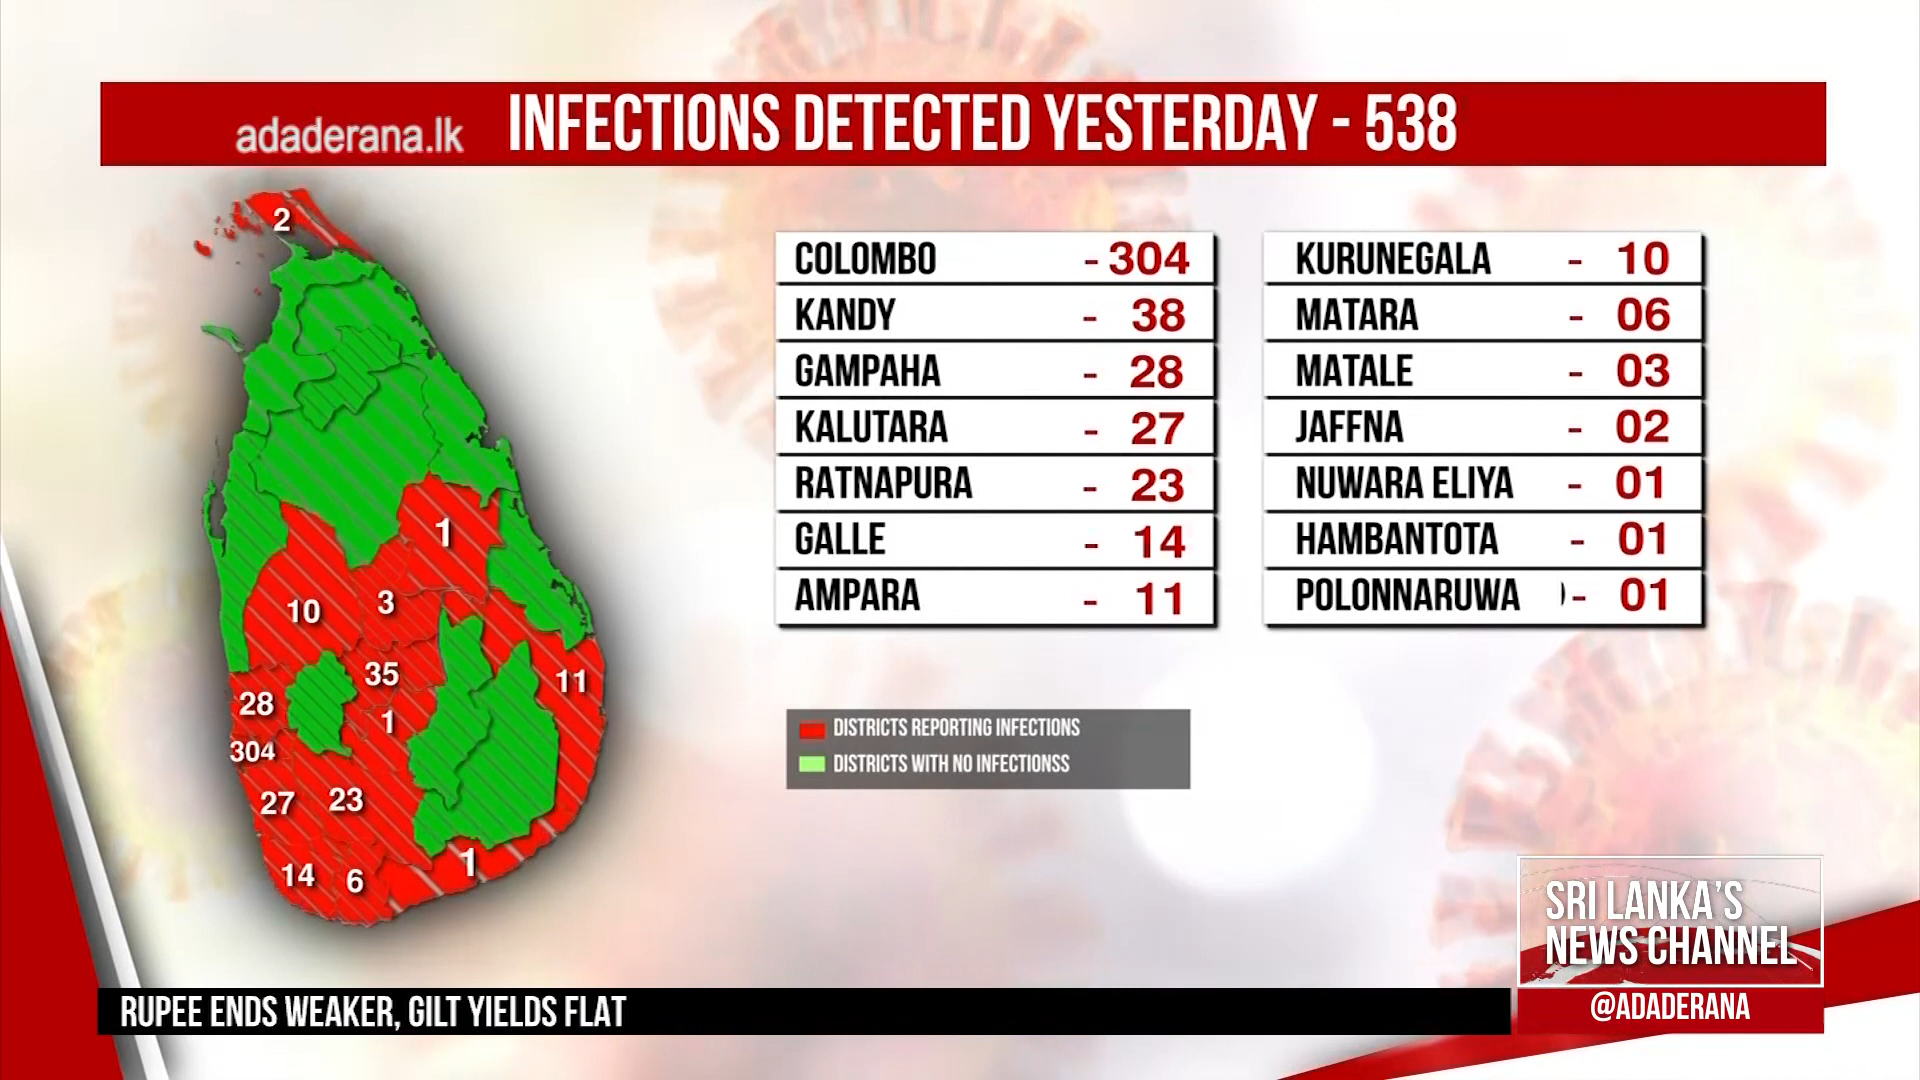 adaderana.lk INFECTIONS DETECTED YESTERDAY - 538
2
1
3
10
35
11
28
1
304
27
23
14
6
1
COLOMBO - 304
KANDY - 38
GAMPAHA - 28
KALUTARA - 27
RATNAPURA - 23
GALLE - 14
AMPARA - 11
KURUNEGALA - 10
MATARA - 06
MATALE - 03
JAFFNA - 02
NUWARA ELIYA - 01
HAMBANTOTA - 01
POLONNARUWA )- 01
DISTRICTS REPORTING INFECTIONS
DISTRICTS WITH NO INFECTIONSS
SRI LANKA'S
NEWS CHANNEL
@ADADERANA
RUPEE ENDS WEAKER, GILT YIELDS FLAT